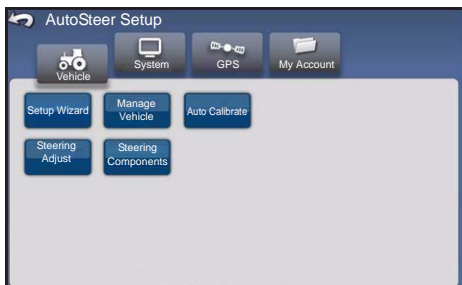 AutoSteer Setup
Vehicle
System
GPS
My Account
Setup Wizard
Manage
Vehicle
Auto Calibrate
Steering
Adjust
Steering
Components